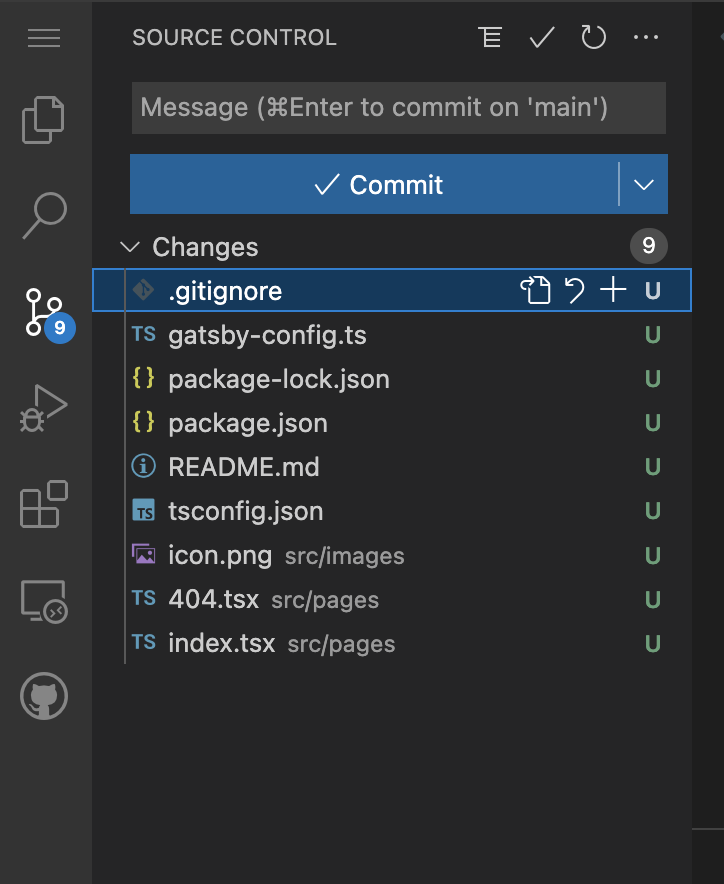 SOURCE CONTROL
Message (⌘Enter to commit on 'main')
Commit
Changes 9
.gitignore U
9
TS gatsby-config.ts U
{} package-lock.json U
{} package.json U
README.md U
TS tsconfig.json U
icon.png src/images U
TS 404.tsx src/pages U
TS index.tsx src/pages U